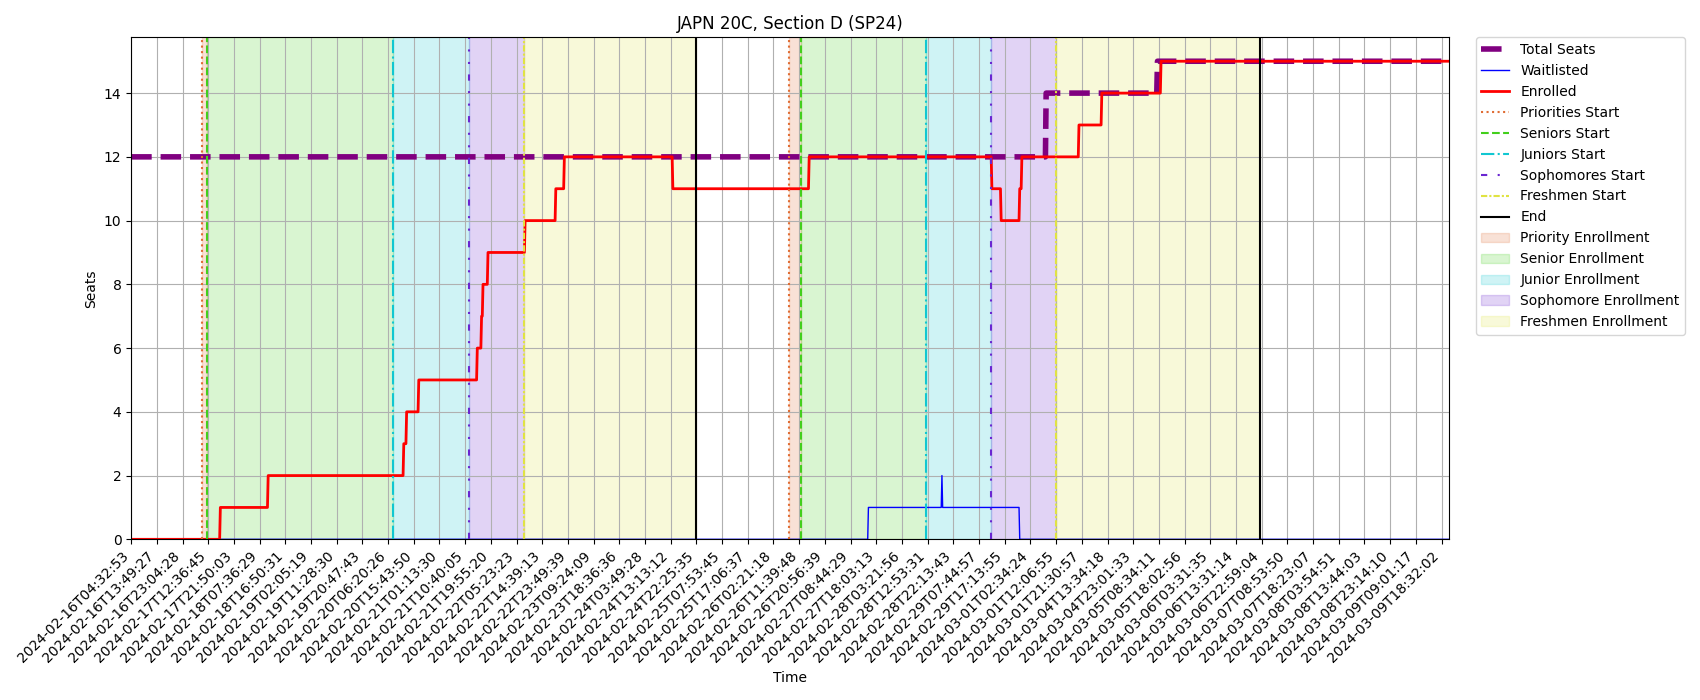 JAPN 20C, Section D (SP24)
Seats
14
12
10
8
6
4
2
0
2024-02-16T04:32:53
2024-02-16T13:49:27
2024-02-16T23:04:28
2024-02-17T12:36:45
2024-02-17T21:50:03
2024-02-18T07:36:29
2024-02-18T16:50:31
2024-02-19T02:05:19
2024-02-19T11:28:30
2024-02-19T20:47:43
2024-02-20T06:20:26
2024-02-20T15:43:50
2024-02-21T01:13:30
2024-02-21T10:40:05
2024-02-21T19:55:20
2024-02-22T05:23:23
2024-02-22T14:39:13
2024-02-22T23:49:39
2024-02-23T09:24:09
2024-02-23T18:36:36
2024-02-24T03:49:28
2024-02-24T13:13:12
2024-02-24T22:25:35
2024-02-25T07:53:45
2024-02-25T17:06:37
2024-02-26T02:21:18
2024-02-26T11:39:48
2024-02-26T20:56:39
2024-02-27T08:44:29
2024-02-27T18:03:13
2024-02-28T03:21:56
2024-02-28T12:53:31
2024-02-28T22:13:43
2024-02-29T07:44:57
2024-02-29T17:13:55
2024-03-01T02:34:24
2024-03-01T12:06:55
2024-03-01T21:30:57
2024-03-04T13:34:18
2024-03-04T23:01:33
2024-03-05T08:34:11
2024-03-05T18:02:56
2024-03-06T03:31:35
2024-03-06T13:31:14
2024-03-06T22:59:04
2024-03-07T08:53:50
2024-03-07T18:23:07
2024-03-08T03:54:51
2024-03-08T13:44:03
2024-03-08T23:14:10
2024-03-09T09:01:17
2024-03-09T18:32:02
Time
Total Seats
Waitlisted
Enrolled
Priorities Start
Seniors Start
Juniors Start
Sophomores Start
Freshmen Start
End
Priority Enrollment
Senior Enrollment
Junior Enrollment
Sophomore Enrollment
Freshmen Enrollment